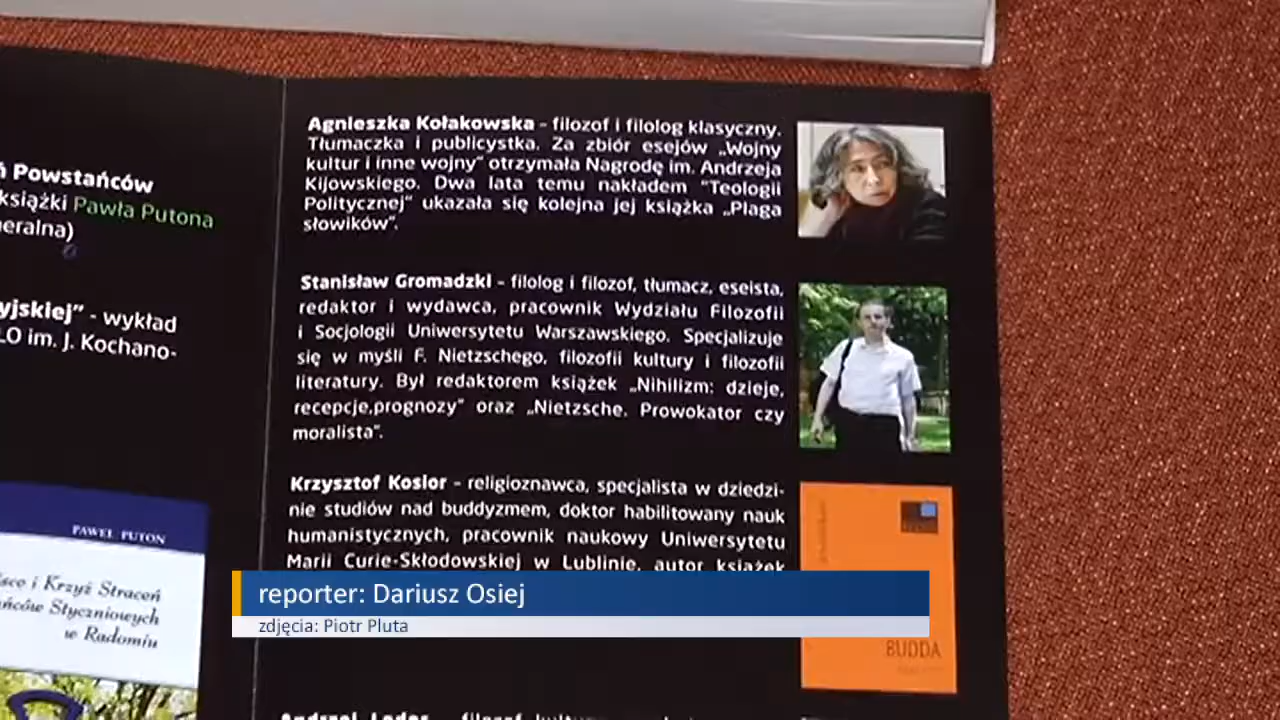 ń Powstańców
książki Pawła Putona
neralna)
yjskiej” - wykład
LO im. J. Kochano-
PAWEŁ PUTON
i Krzyż Straceń
Styczniowych
w Radomiu
Agnieszka Kołakowska - filozof i filolog klasyczny.
Tłumaczka i publicystka. Za zbiór esejów „Wojny
kultur i inne wojny” otrzymała Nagrodę im. Andrzeja
Kijowskiego. Dwa lata temu nakładem "Teologii
Politycznej" ukazała się kolejna jej książka „Plaga
słowików”.
Stanisław Gromadzki - filolog i filozof, tłumacz, eseista,
redaktor i wydawca, pracownik Wydziału Filozofii
i Socjologii Uniwersytetu Warszawskiego. Specjalizuje
się w myśli F. Nietzschego, filozofii kultury i filozofii
literatury. Był redaktorem książek „Nihilizm: dzieje,
recepcje,prognozy” oraz „Nietzsche. Prowokator czy
moralista”.
Krzysztof Kosior - religioznawca, specjalista w dziedzi-
nie studiów nad buddyzmem, doktor habilitowany nauk
humanistycznych, pracownik naukowy Uniwersytetu
Marii Curie-Skłodowskiej w Lublinie, autor książek
BUDDA
reporter: Dariusz Osiej
zdjęcia: Piotr Pluta